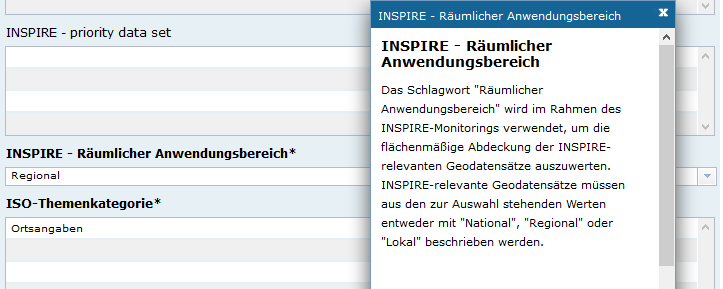 INSPIRE - priority data set
INSPIRE - Räumlicher Anwendungsbereich*
Regional
ISO-Themenkategorie*
Ortsangaben
INSPIRE - Räumlicher Anwendungsbereich x
INSPIRE - Räumlicher
Anwendungsbereich
Das Schlagwort "Räumlicher
Anwendungsbereich" wird im Rahmen des
INSPIRE-Monitorings verwendet, um die
flächenmäßige Abdeckung der INSPIRE-
relevanten Geodatensätze auszuwerten.
INSPIRE-relevante Geodatensätze müssen
aus den zur Auswahl stehenden Werten
entweder mit "National", "Regional" oder
"Lokal" beschrieben werden.